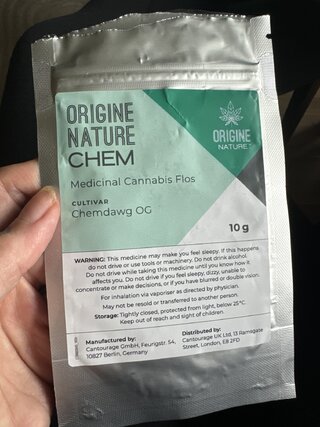 ORIGINE
NATURE
CHEM
ORIGINE
NATURE
Medicinal Cannabis Flos
CULTIVAR
Chemdawg OG
10 g
WARNING: This medicine may make you feel sleepy. If this happens
do not drive or use tools or machinery. Do not drink alcohol.
Do not drive while taking this medicine until you know how it
affects you. Do not drive if you feel sleepy, dizzy, unable to
concentrate or make decisions, or if you have blurred or double vision.
For inhalation via vaporiser as directed by physician.
May not be resold or transferred to another person.
Storage: Tightly closed, protected from light, below 25°C.
Keep out of reach and sight of children.
Manufactured by:
Cantourage GmbH, Feurigstr. 54,
10827 Berlin, Germany
Distributed by:
Cantourage UK Ltd, 13 Ramsgate
Street, London, E8 2FD